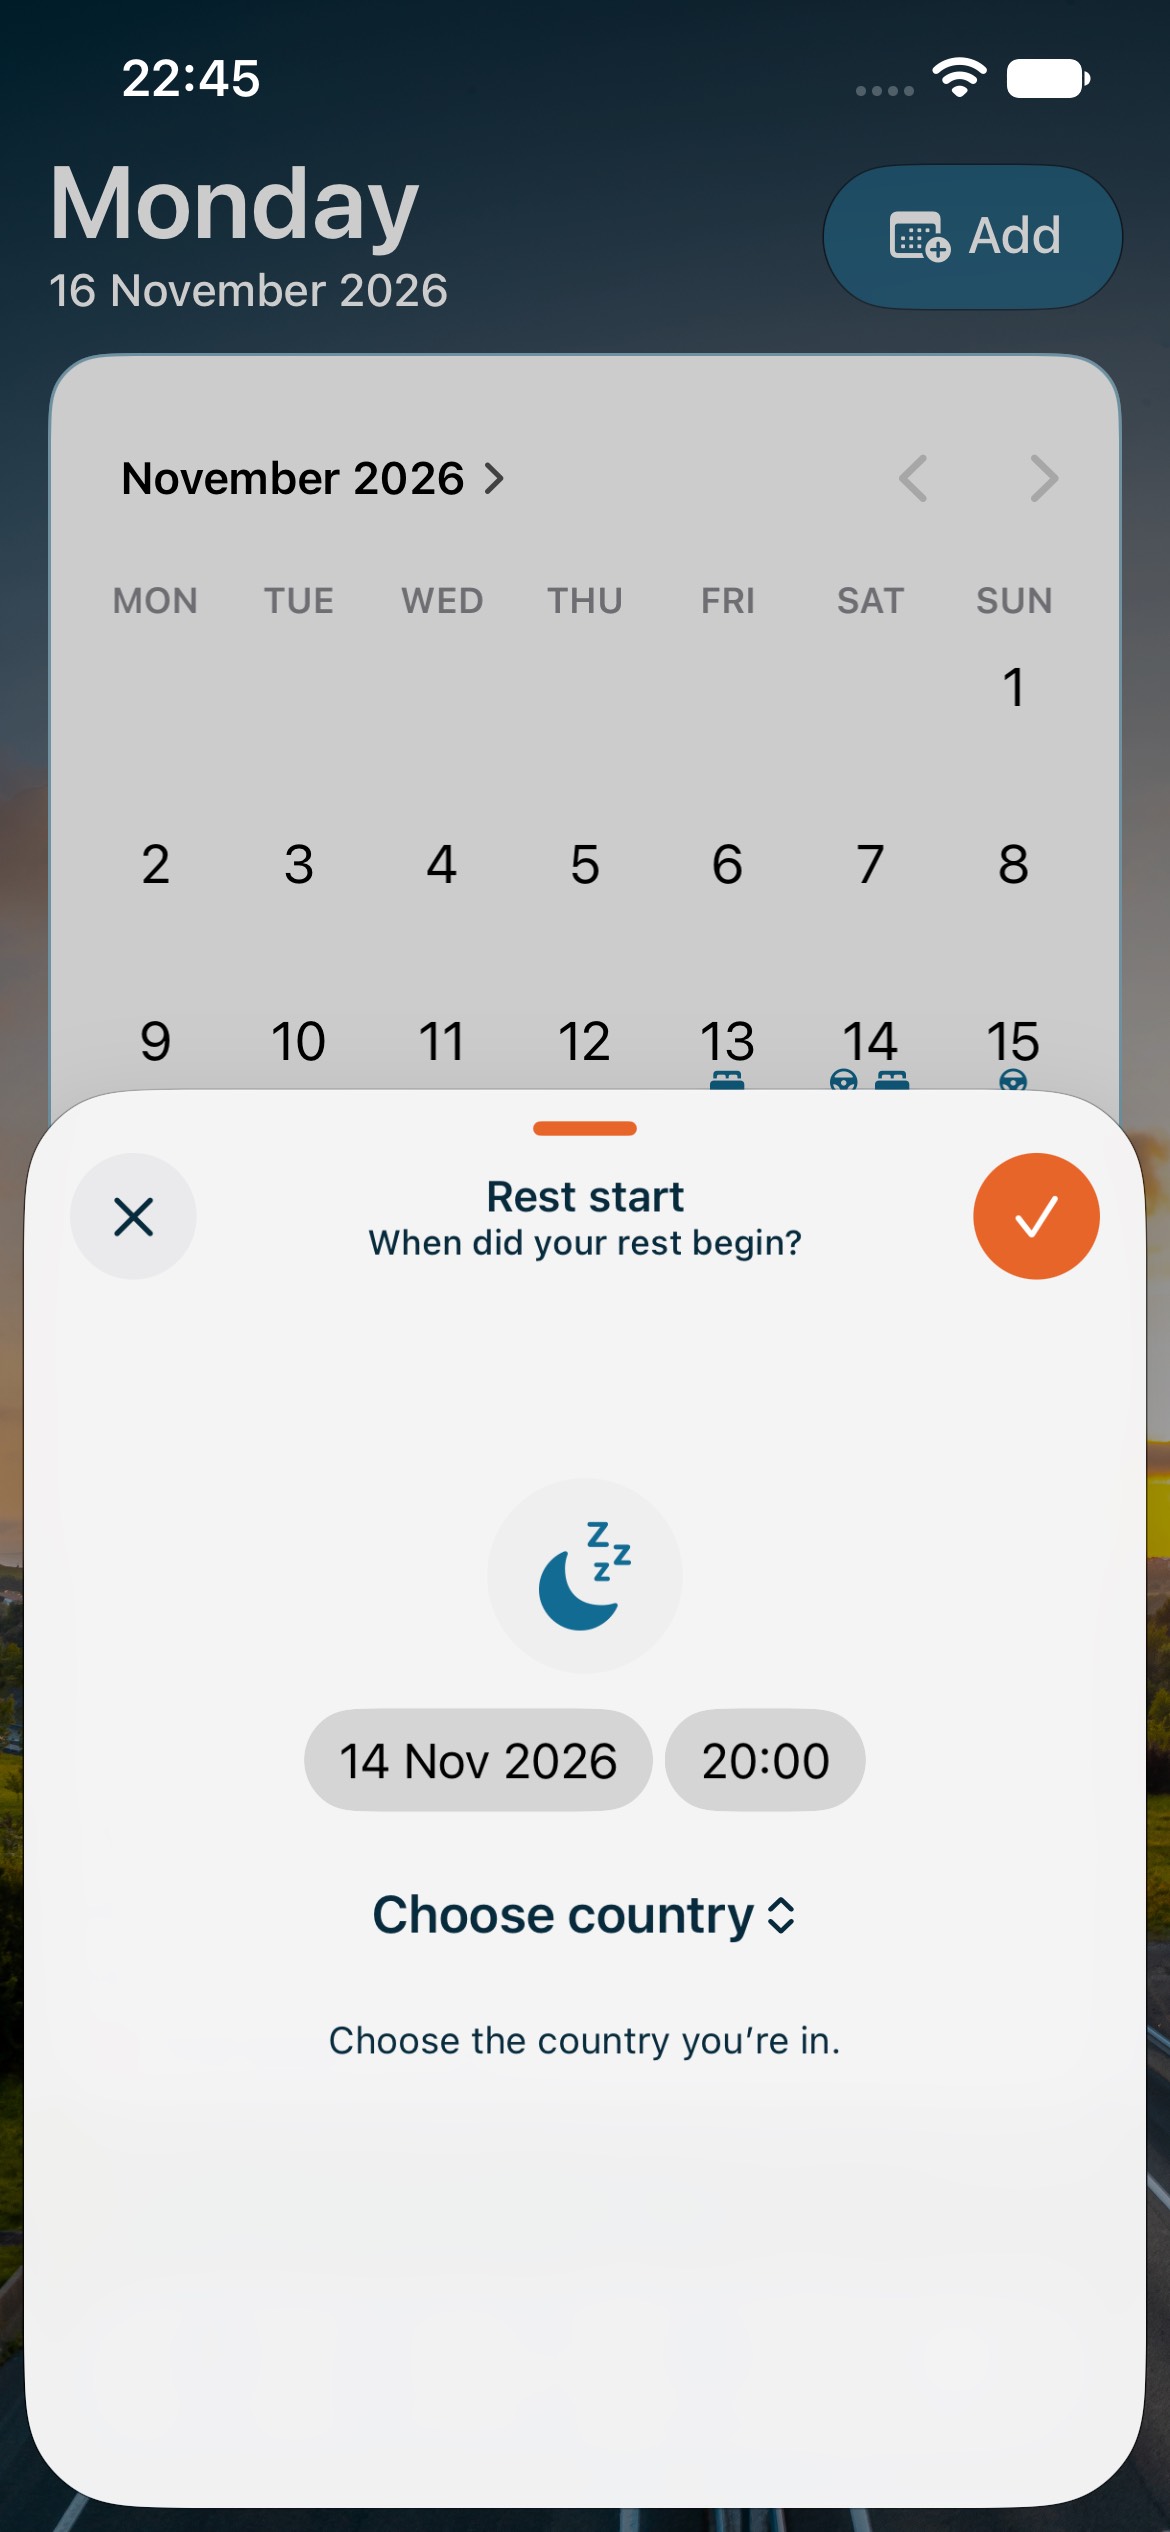 22:45
Monday
16 November 2026
Add
November 2026
MON TUE WED THU FRI SAT SUN
1
2 3 4 5 6 7 8
9 10 11 12 13 14 15
Rest start
When did your rest begin?
z z z
14 Nov 2026 20:00
Choose country
Choose the country you’re in.